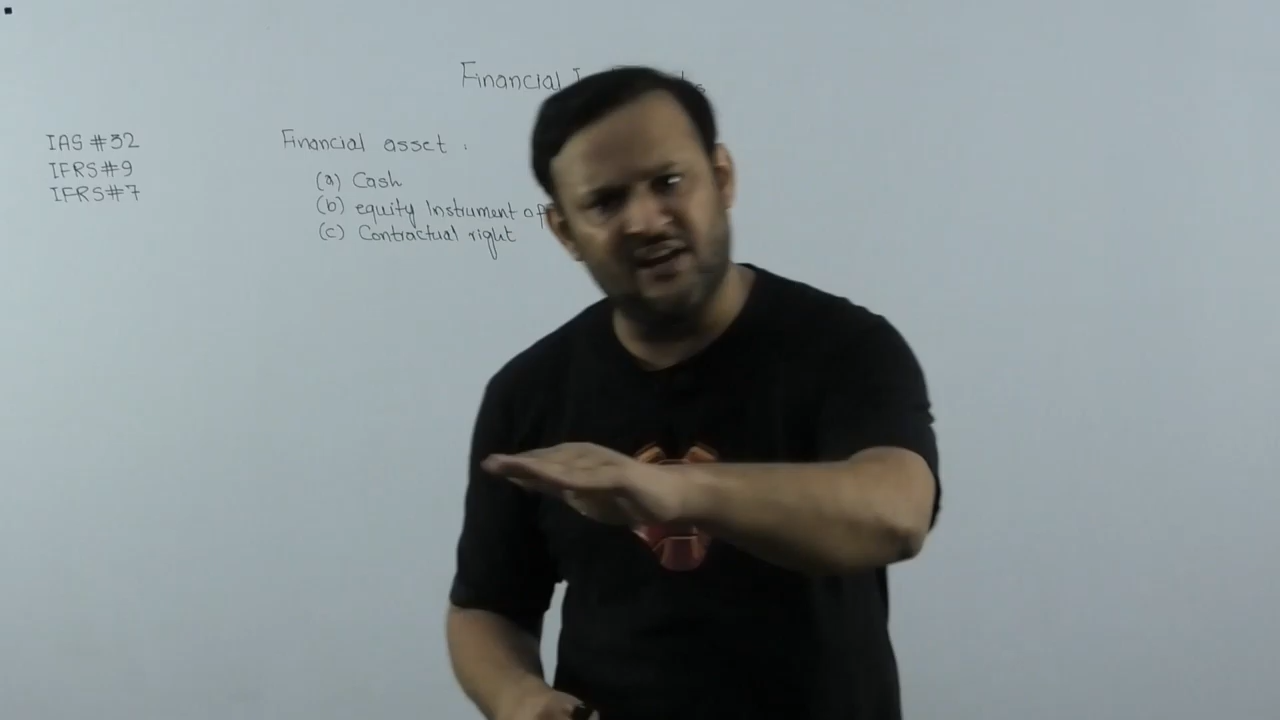 Financial
IAS #32
IFRS#9
IFRS#7
Financial asset :
(a) Cash
(b) equity Instrument of
(c) Contractual right